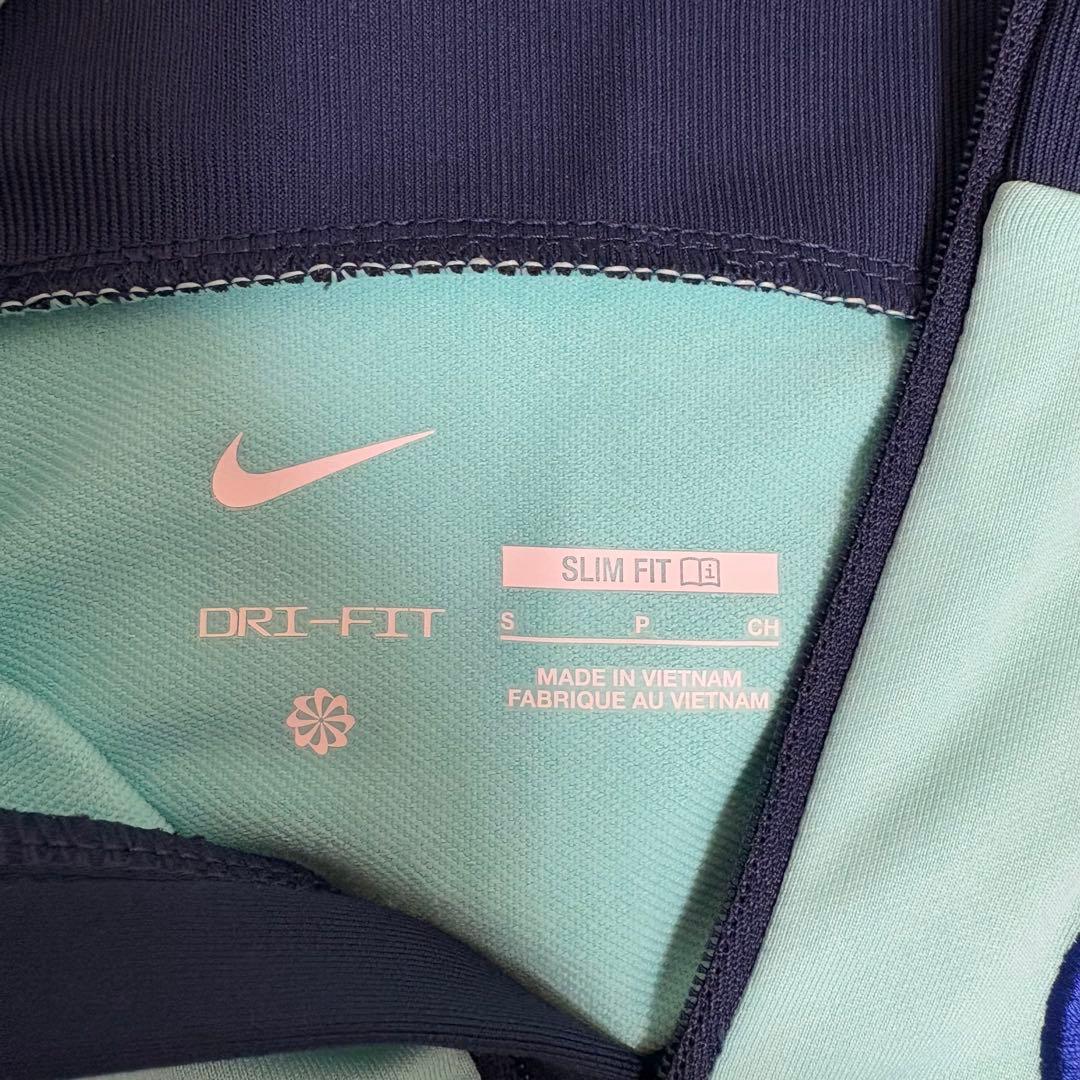 DRI-FIT
SLIM FIT
S P CH
MADE IN VIETNAM
FABRIQUE AU VIETNAM